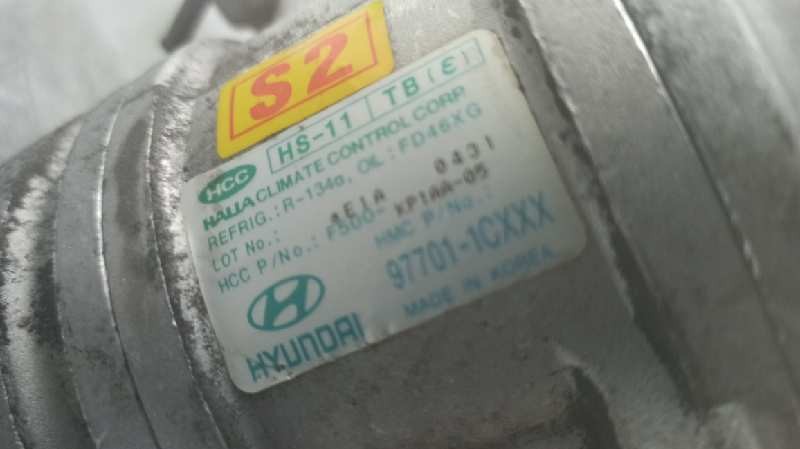 S2
HS-11 TB(ε)
HCC HALLA CLIMATE CONTROL CORP.
REFRIG.: R-134a, OIL: FD46XG
LOT No.: 4E1A 0431
HCC P/No.: F500-KP1AA-05
HMC P/No.:
97701-1CXXX
HYUNDAI
MADE IN KOREA